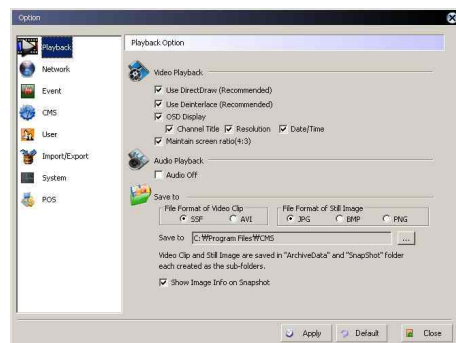 Option
Playback
Network
Event
CMS
User
Import/Export
System
POS
Playback Option
Video Playback
Use DirectDraw (Recommended)
Use Deinterlace (Recommended)
OSD Display
Channel Title Resolution Date/Time
Maintain screen ratio(4:3)
Audio Playback
Audio Off
Save to
File Format of Video Clip File Format of Still Image
SSF AVI JPG BMP PNG
Save to C:₩Program Files₩CMS ...
Video Clip and Still Image are saved in "ArchiveData" and "SnapShot" folder
each created as the sub-folders.
Show Image Info on Snapshot
Apply Default Close